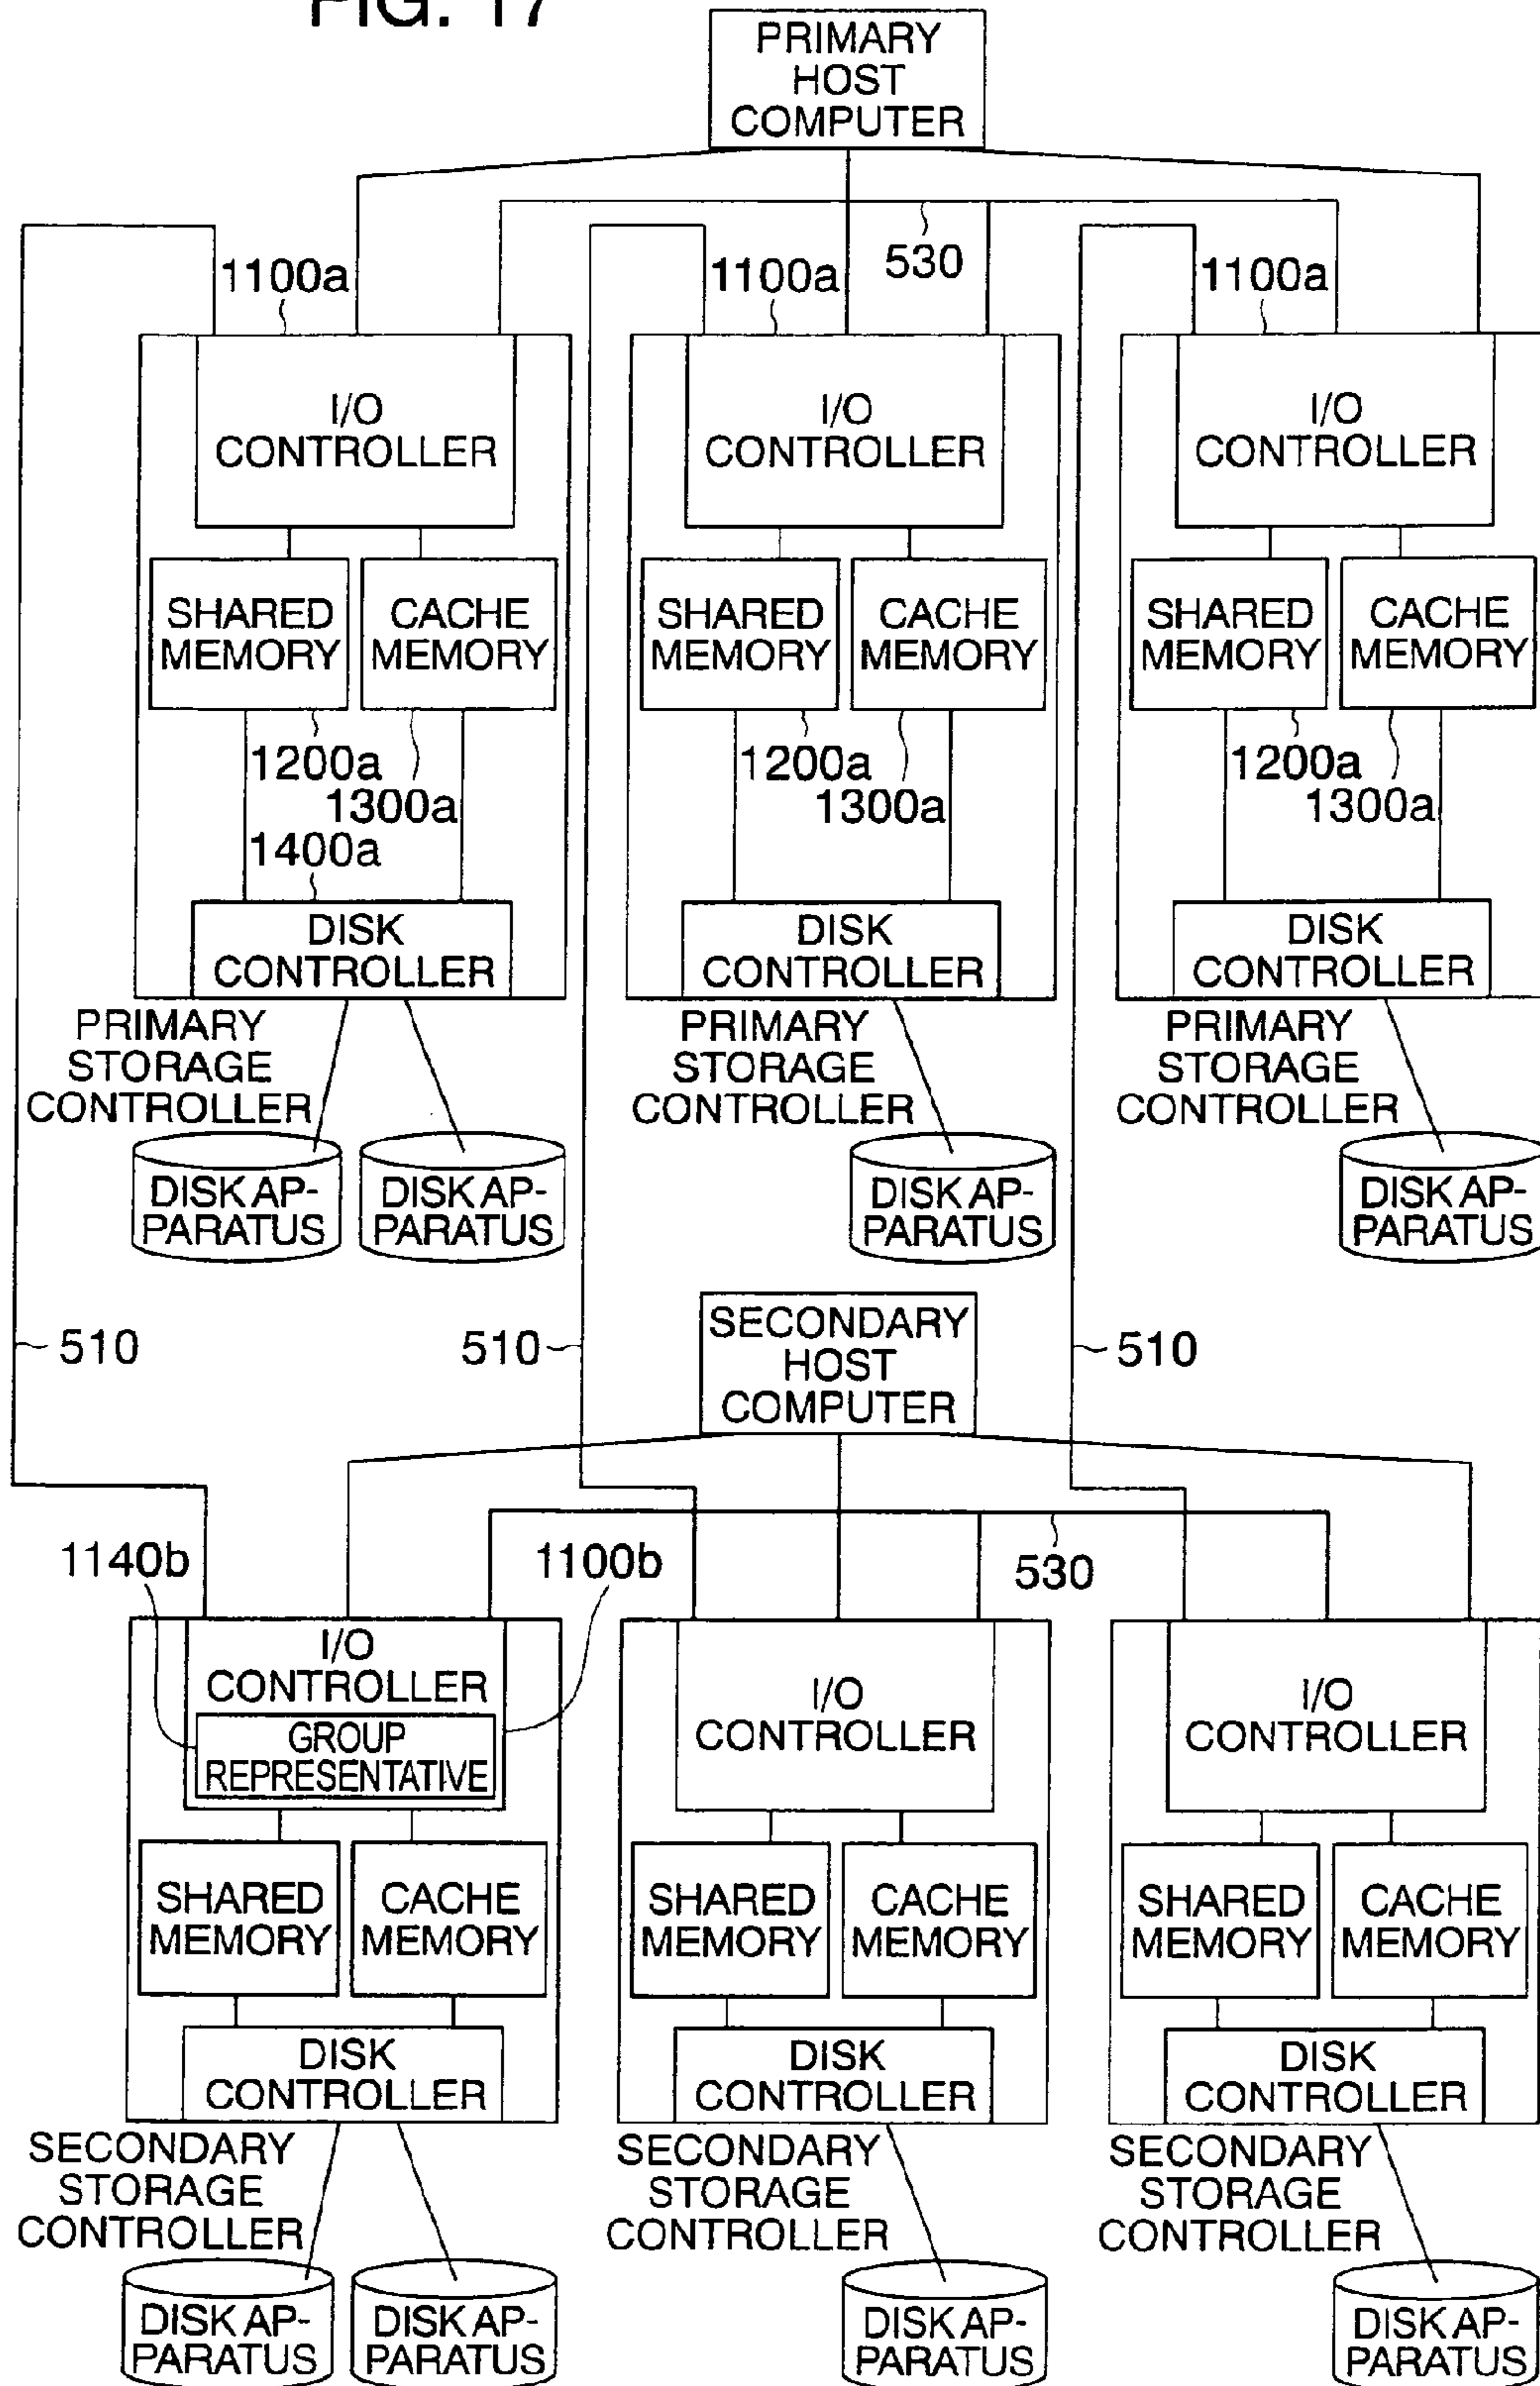 FIG. 17
PRIMARY
HOST
COMPUTER
530
1100a
1100a
1100a
I/O
CONTROLLER
I/O
CONTROLLER
I/O
CONTROLLER
SHARED
MEMORY
CACHE
MEMORY
SHARED
MEMORY
CACHE
MEMORY
SHARED
MEMORY
CACHE
MEMORY
1200a
1300a
1400a
1200a
1300a
1200a
1300a
DISK
CONTROLLER
DISK
CONTROLLER
DISK
CONTROLLER
PRIMARY
STORAGE
CONTROLLER
PRIMARY
STORAGE
CONTROLLER
PRIMARY
STORAGE
CONTROLLER
DISK AP-
PARATUS
DISK AP-
PARATUS
DISK AP-
PARATUS
DISK AP-
PARATUS
510
510
SECONDARY
HOST
COMPUTER
510
1140b
1100b
530
I/O
CONTROLLER
GROUP
REPRESENTATIVE
I/O
CONTROLLER
I/O
CONTROLLER
SHARED
MEMORY
CACHE
MEMORY
SHARED
MEMORY
CACHE
MEMORY
SHARED
MEMORY
CACHE
MEMORY
DISK
CONTROLLER
DISK
CONTROLLER
DISK
CONTROLLER
SECONDARY
STORAGE
CONTROLLER
SECONDARY
STORAGE
CONTROLLER
SECONDARY
STORAGE
CONTROLLER
DISK AP-
PARATUS
DISK AP-
PARATUS
DISK AP-
PARATUS
DISK AP-
PARATUS